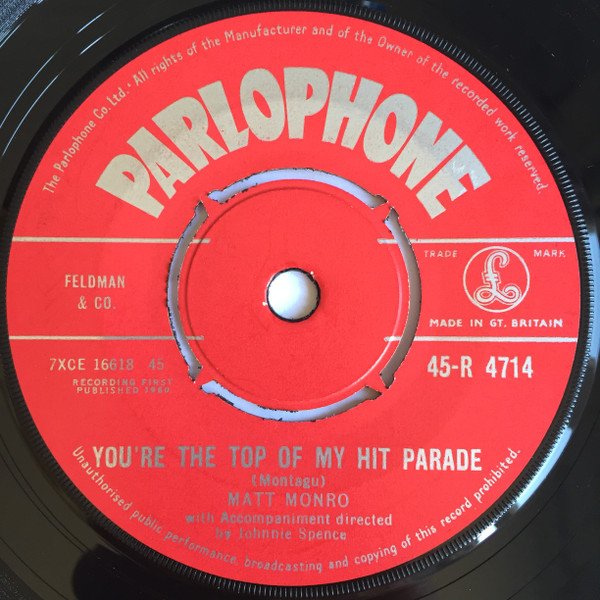 The Parlophone Co. Ltd. • All rights of the Manufacturer and of the Owner of the recorded work reserved.
PARLOPHONE
FELDMAN
& CO.
TRADE MARK
£
MADE IN GT. BRITAIN
7XCE 16618 45
RECORDING FIRST
PUBLISHED 1960
45-R 4714
YOU'RE THE TOP OF MY HIT PARADE
(Montagu)
MATT MONRO
with Accompaniment directed
by Johnnie Spence
Unauthorised public performance, broadcasting and copying of this record prohibited.